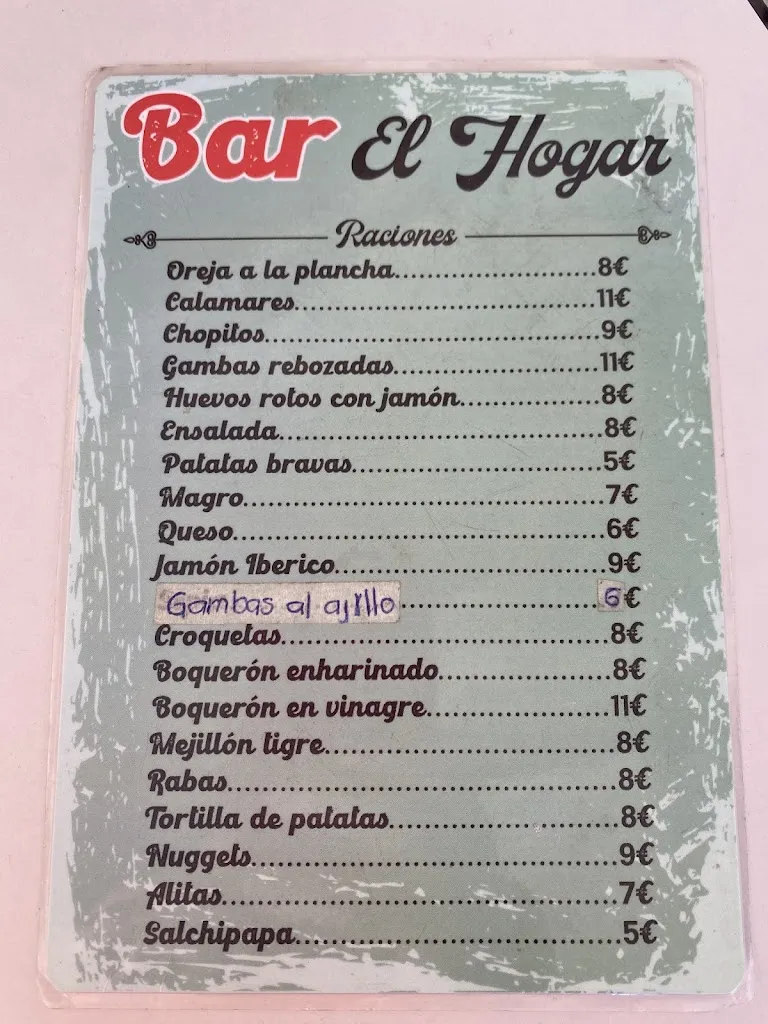 Bar El Hogar
Raciones
Oreja a la plancha.......................8€
Calamares...................................11€
Chopitos.......................................9€
Gambas rebozadas.......................11€
Huevos rotos con jamón................8€
Ensalada.......................................8€
Patatas bravas.............................5€
Magro...........................................7€
Queso............................................6€
Jamón Iberico...............................9€
Gambas al ajillo.......................6€
Croquetas.....................................8€
Boquerón enharinado....................8€
Boquerón en vinagre.....................11€
Mejillón tigre................................8€
Rabas............................................8€
Tortilla de patatas.......................8€
Nuggets.........................................9€
Alitas............................................7€
Salchipapa....................................5€